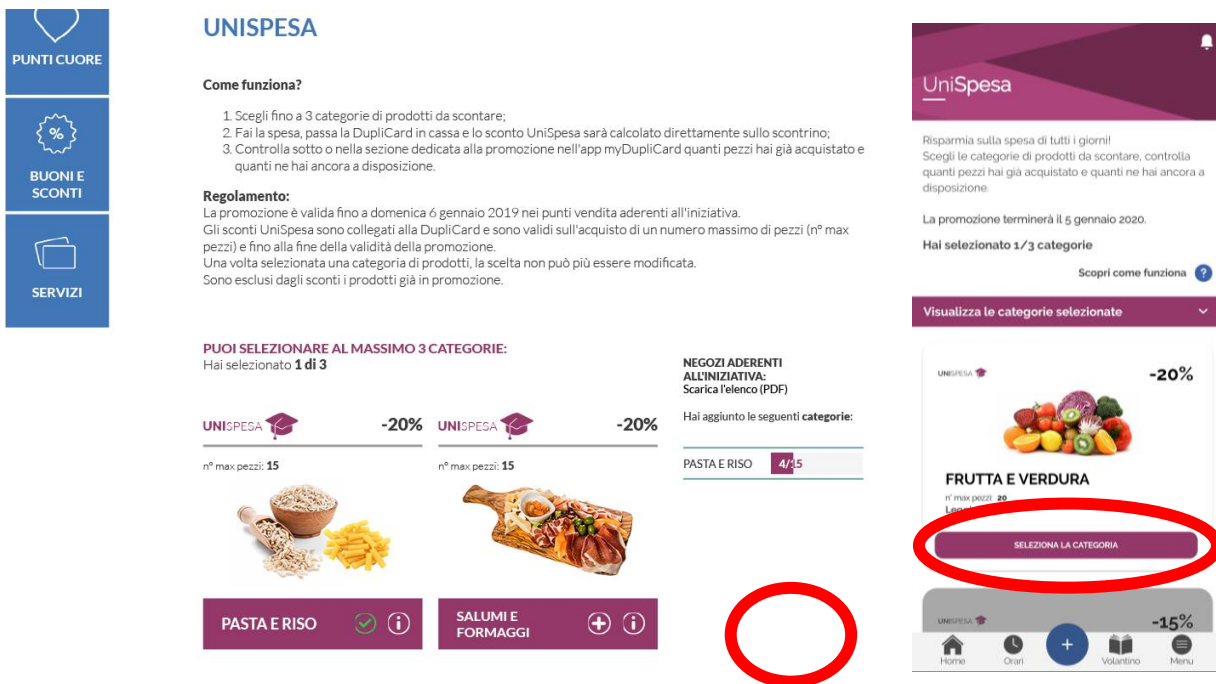 PUNTI CUORE
%
BUONI E
SCONTI
SERVIZI
UNISPESA
Come funziona?
1. Scegli fino a 3 categorie di prodotti da scontare;
2. Fai la spesa, passa la DupliCard in cassa e lo sconto UniSpesa sarà calcolato direttamente sullo scontrino;
3. Controlla sotto o nella sezione dedicata alla promozione nell'app myDupliCard quanti pezzi hai già acquistato e
quanti ne hai ancora a disposizione.
Regolamento:
La promozione è valida fino a domenica 6 gennaio 2019 nei punti vendita aderenti all'iniziativa.
Gli sconti UniSpesa sono collegati alla DupliCard e sono validi sull'acquisto di un numero massimo di pezzi (n° max
pezzi) e fino alla fine della validità della promozione.
Una volta selezionata una categoria di prodotti, la scelta non può più essere modificata.
Sono esclusi dagli sconti i prodotti già in promozione.
PUOI SELEZIONARE AL MASSIMO 3 CATEGORIE:
Hai selezionato 1 di 3
UNISPESA -20%
n° max pezzi: 15
PASTA E RISO
UNISPESA -20%
n° max pezzi: 15
SALUMI E
FORMAGGI
NEGOZI ADERENTI
ALL'INIZIATIVA:
Scarica l'elenco (PDF)
Hai aggiunto le seguenti categorie:
PASTA E RISO 4/15
UniSpesa
Risparmia sulla spesa di tutti i giorni!
Scegli le categorie di prodotti da scontare, controlla
quanti pezzi hai già acquistato e quanti ne hai ancora a
disposizione.
La promozione terminerà il 5 gennaio 2020.
Hai selezionato 1/3 categorie
Scopri come funziona ?
Visualizza le categorie selezionate
UNISPESA -20%
FRUTTA E VERDURA
n° max pezzi: 20
SELEZIONA LA CATEGORIA
UNISPESA -15%
Home
Orari
+
Volantino
Menu